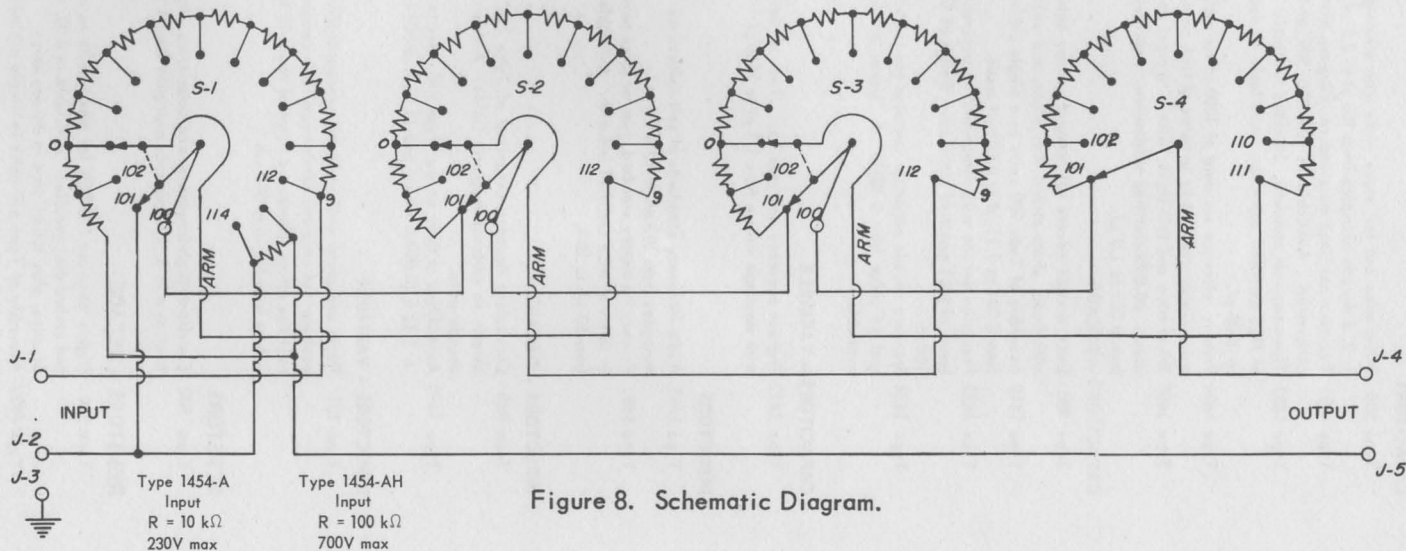 S-1
S-2
S-3
S-4
0
102
101
100
112
9
114
ARM
0
102
101
100
112
9
ARM
0
102
101
100
112
9
ARM
102
101
110
111
ARM
J-1
INPUT
J-2
J-3
J-4
OUTPUT
J-5
Type 1454-A
Input
R = 10 kΩ
230V max
Type 1454-AH
Input
R = 100 kΩ
700V max
Figure 8. Schematic Diagram.